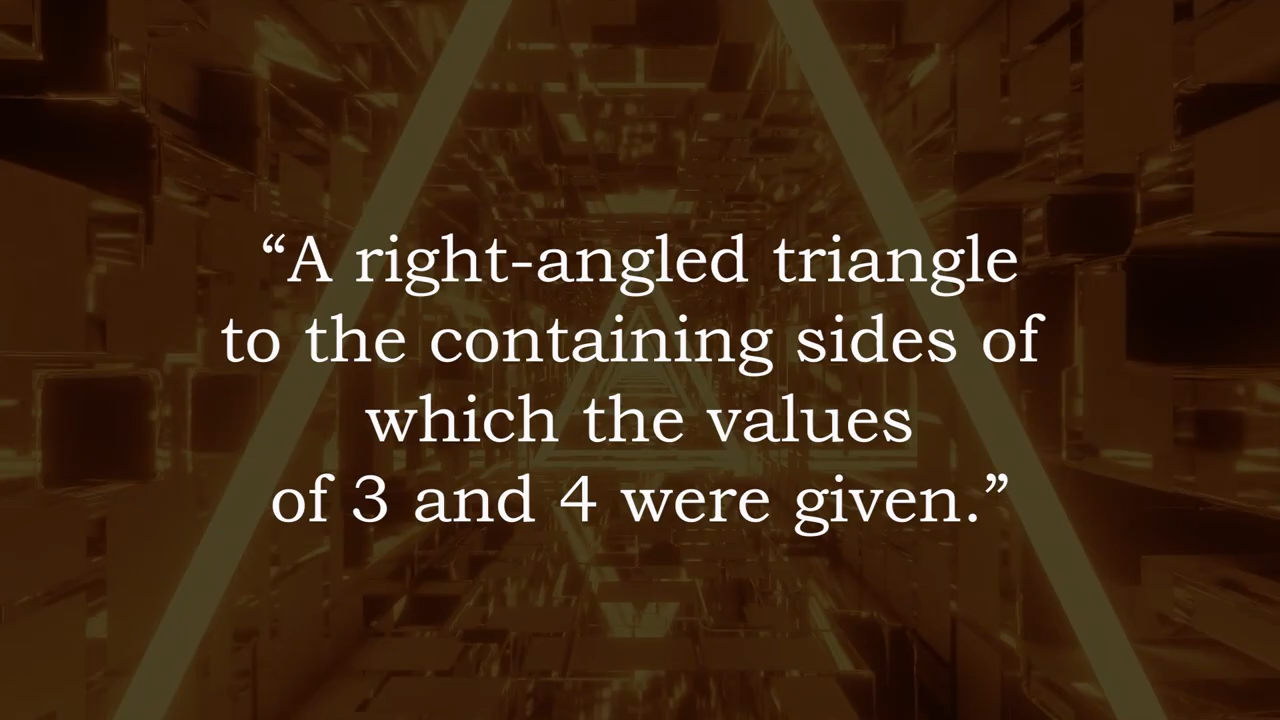 “A right-angled triangle
to the containing sides of
which the values
of 3 and 4 were given.”